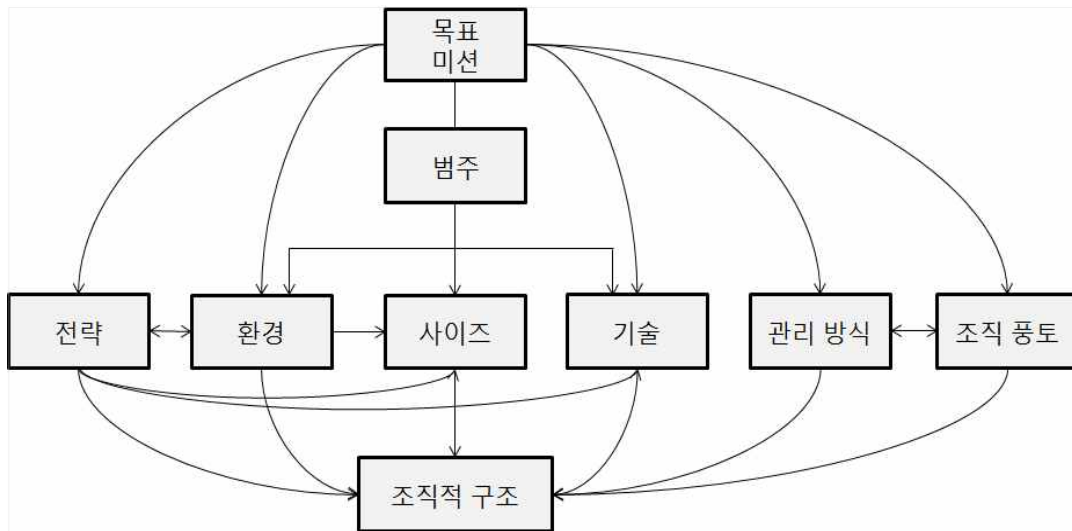 목표
미션
범주
전략
환경
사이즈
기술
관리 방식
조직 풍토
조직적 구조